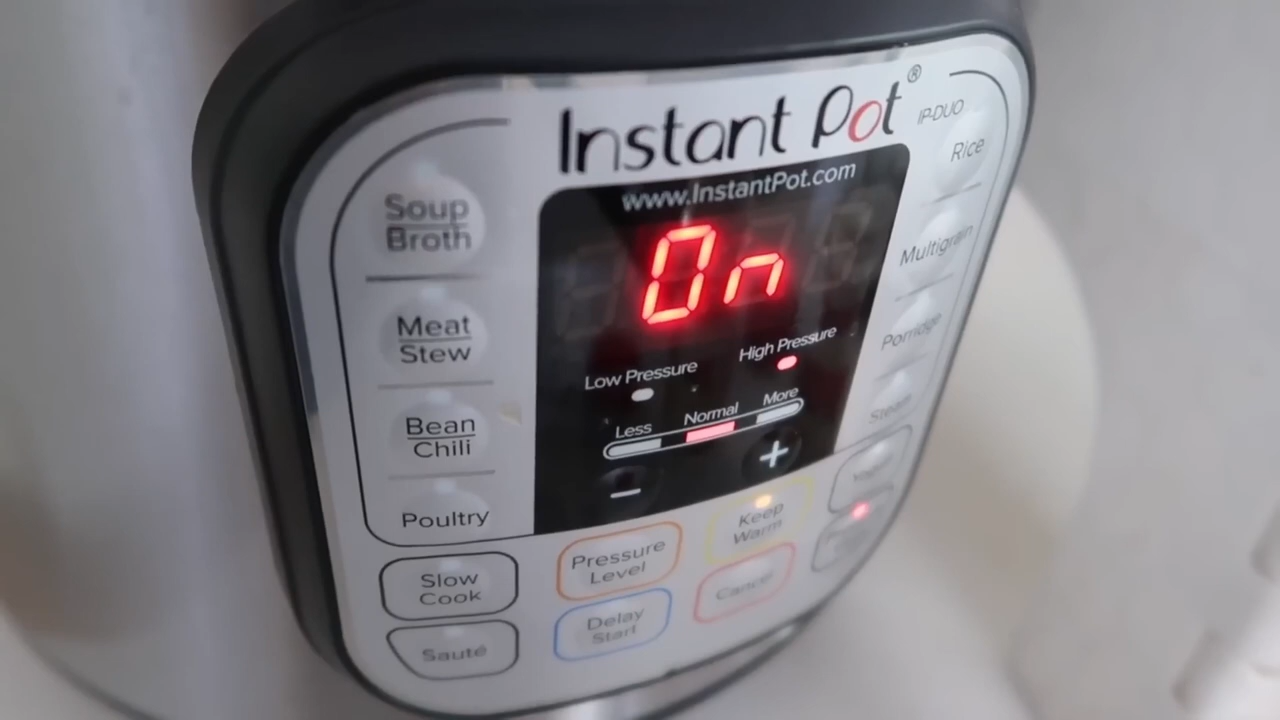 Instant Pot®
IP-DUO
www.InstantPot.com
On
Low Pressure
High Pressure
Less
Normal
More
−
+
Soup
Broth
Meat
Stew
Bean
Chili
Poultry
Slow
Cook
Sauté
Pressure
Level
Delay
Start
Keep
Warm
Cancel
Rice
Multigrain
Porridge
Steam